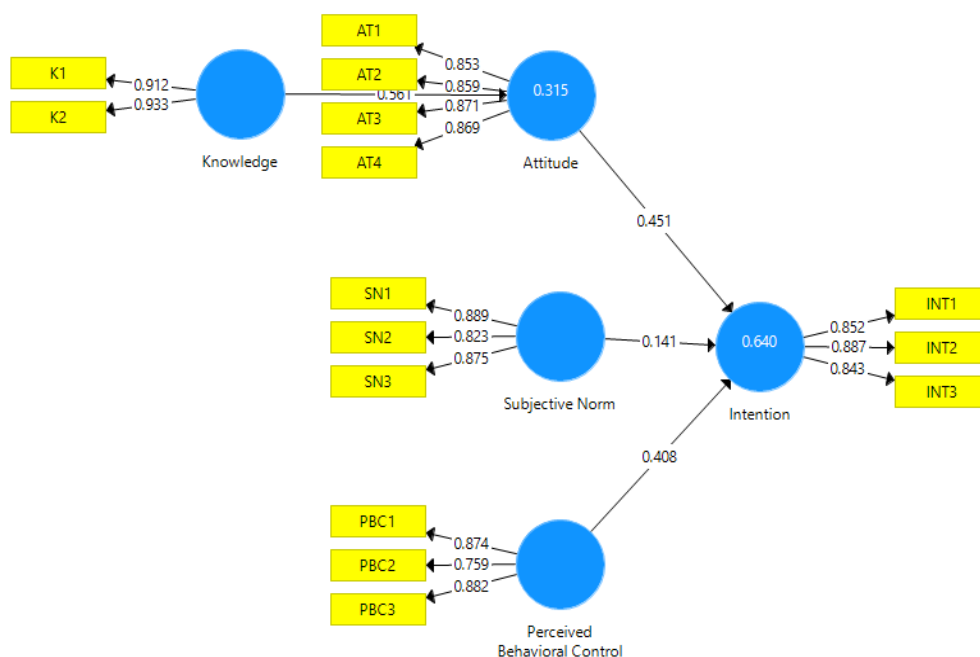 K1
K2
0.912
0.933
Knowledge
0.561
AT1
AT2
AT3
AT4
0.853
0.859
0.871
0.869
0.315
Attitude
0.451
SN1
SN2
SN3
0.889
0.823
0.875
Subjective Norm
0.141
0.640
Intention
0.852
0.887
0.843
INT1
INT2
INT3
0.408
PBC1
PBC2
PBC3
0.874
0.759
0.882
Perceived
Behavioral Control